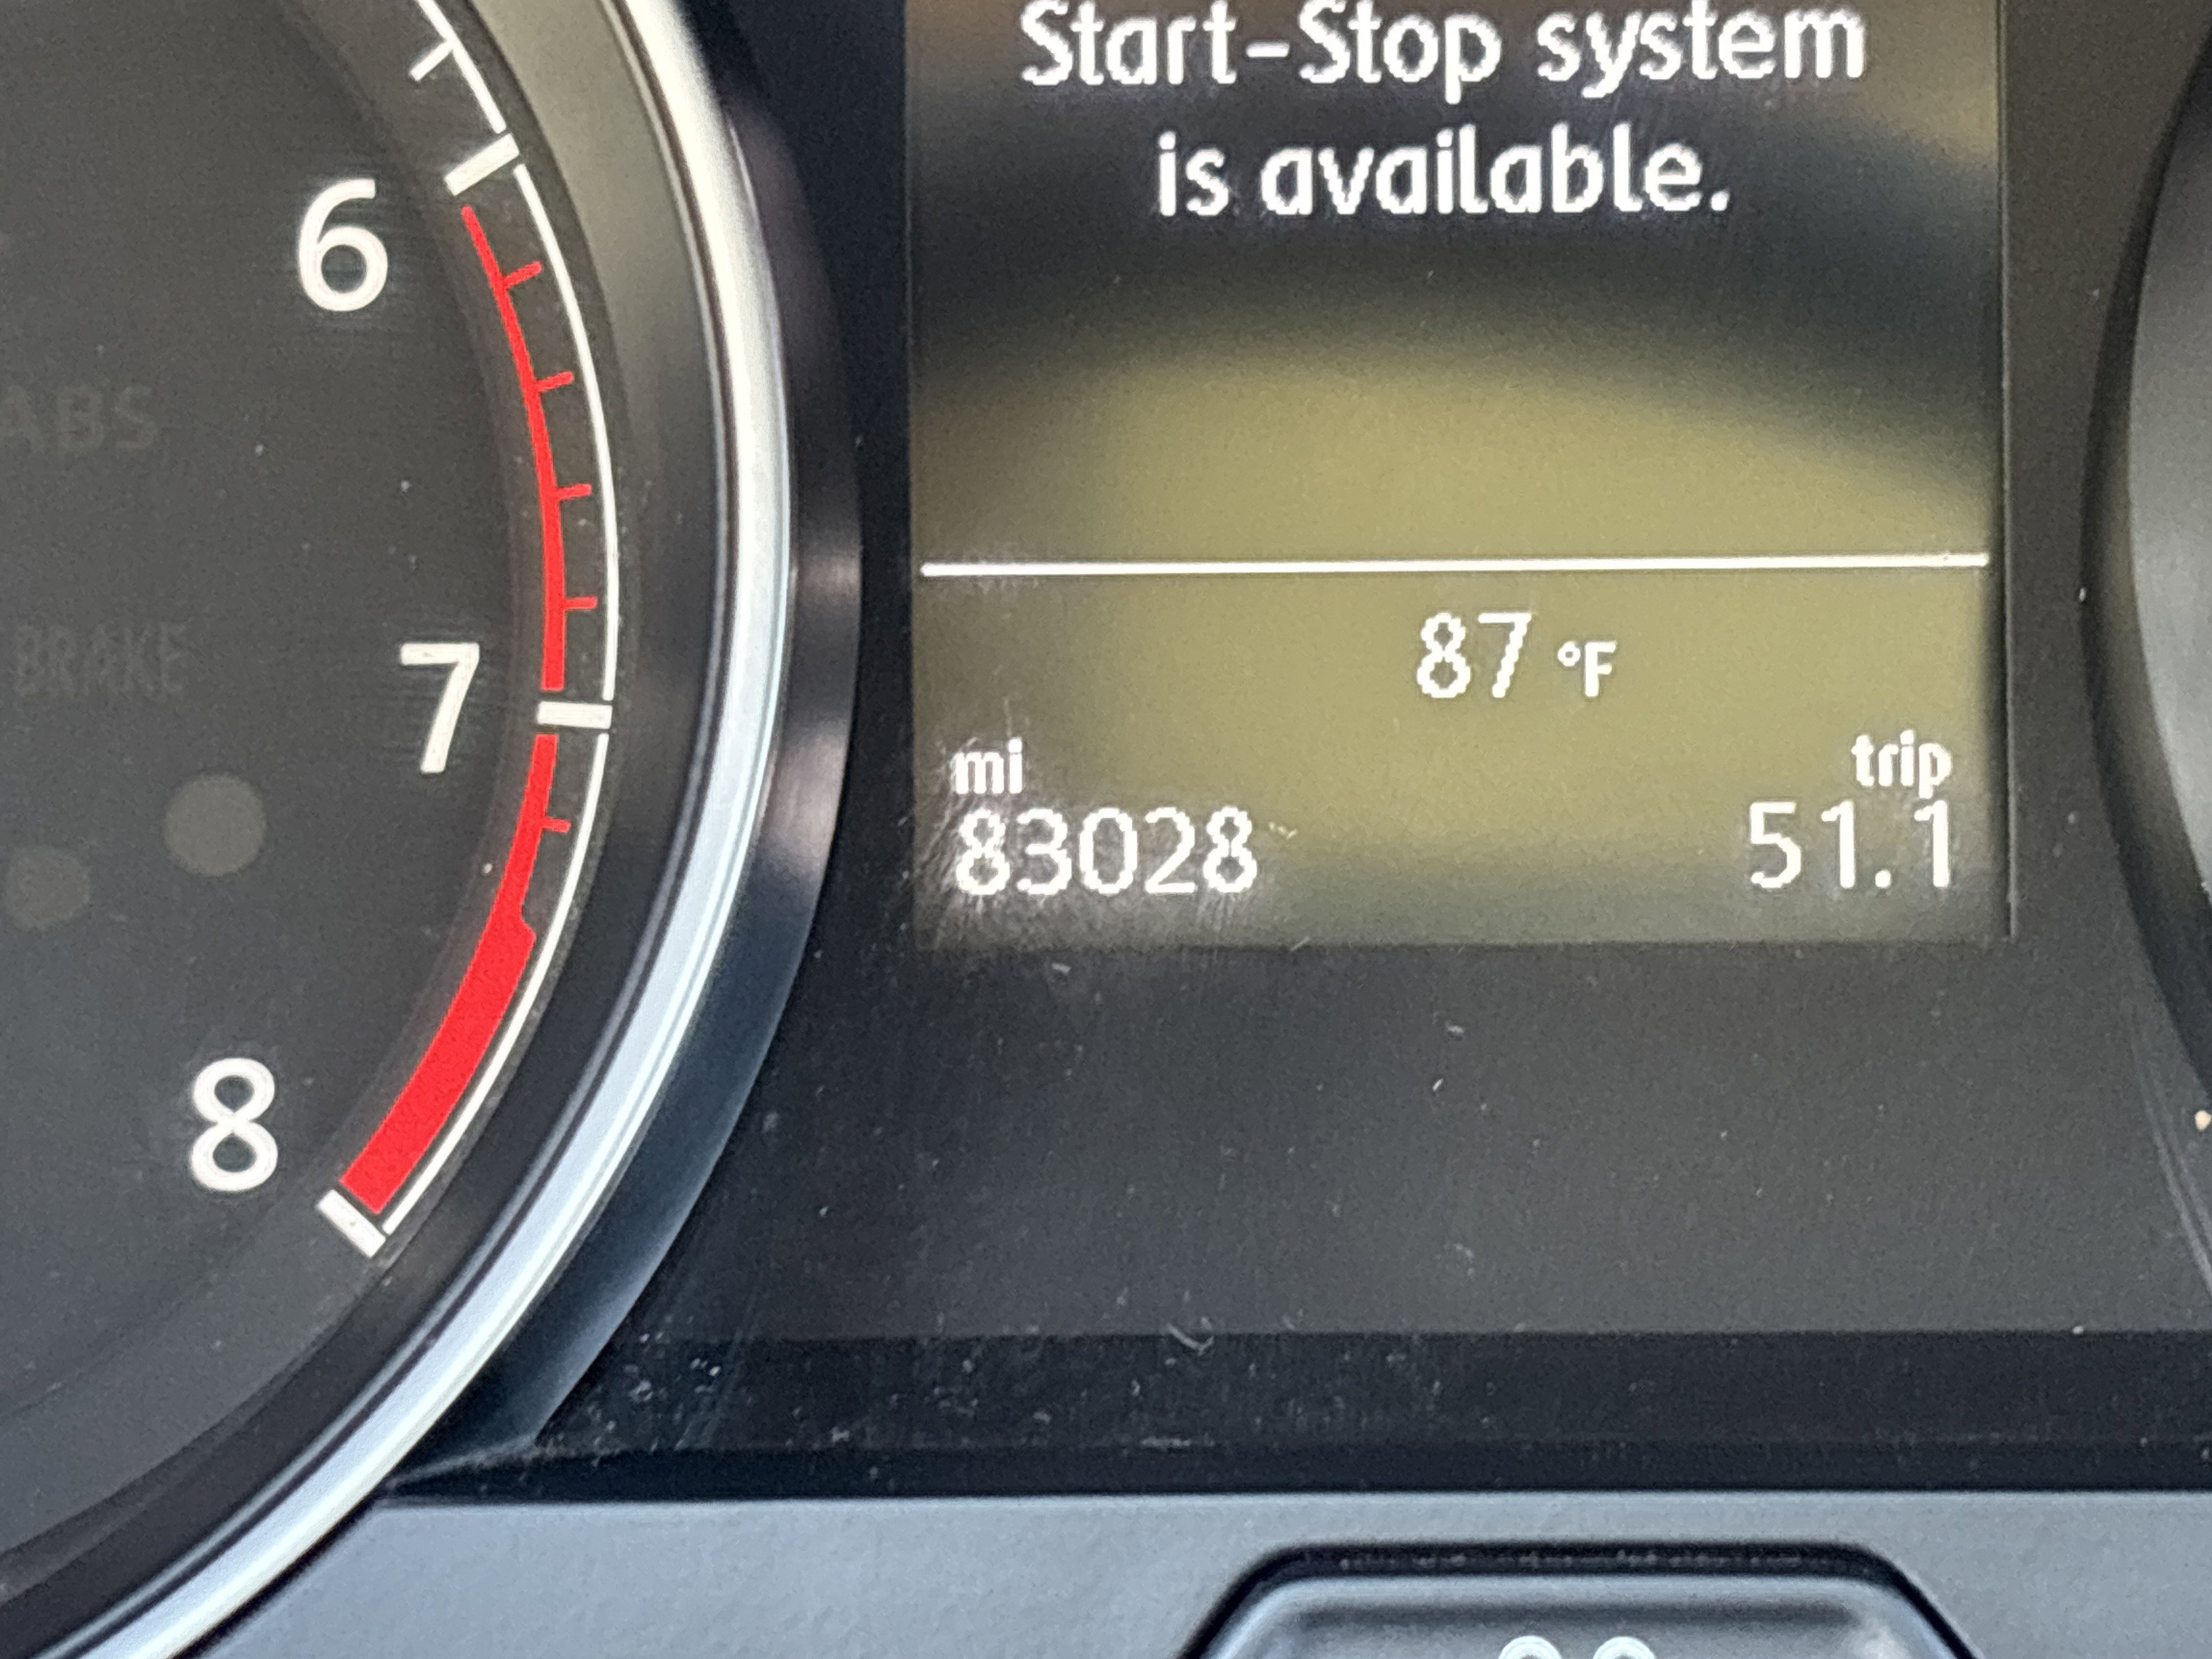 Start-Stop system
is available.
6
ABS
87 °F
BRAKE
7
mi trip
83028 51.1
8